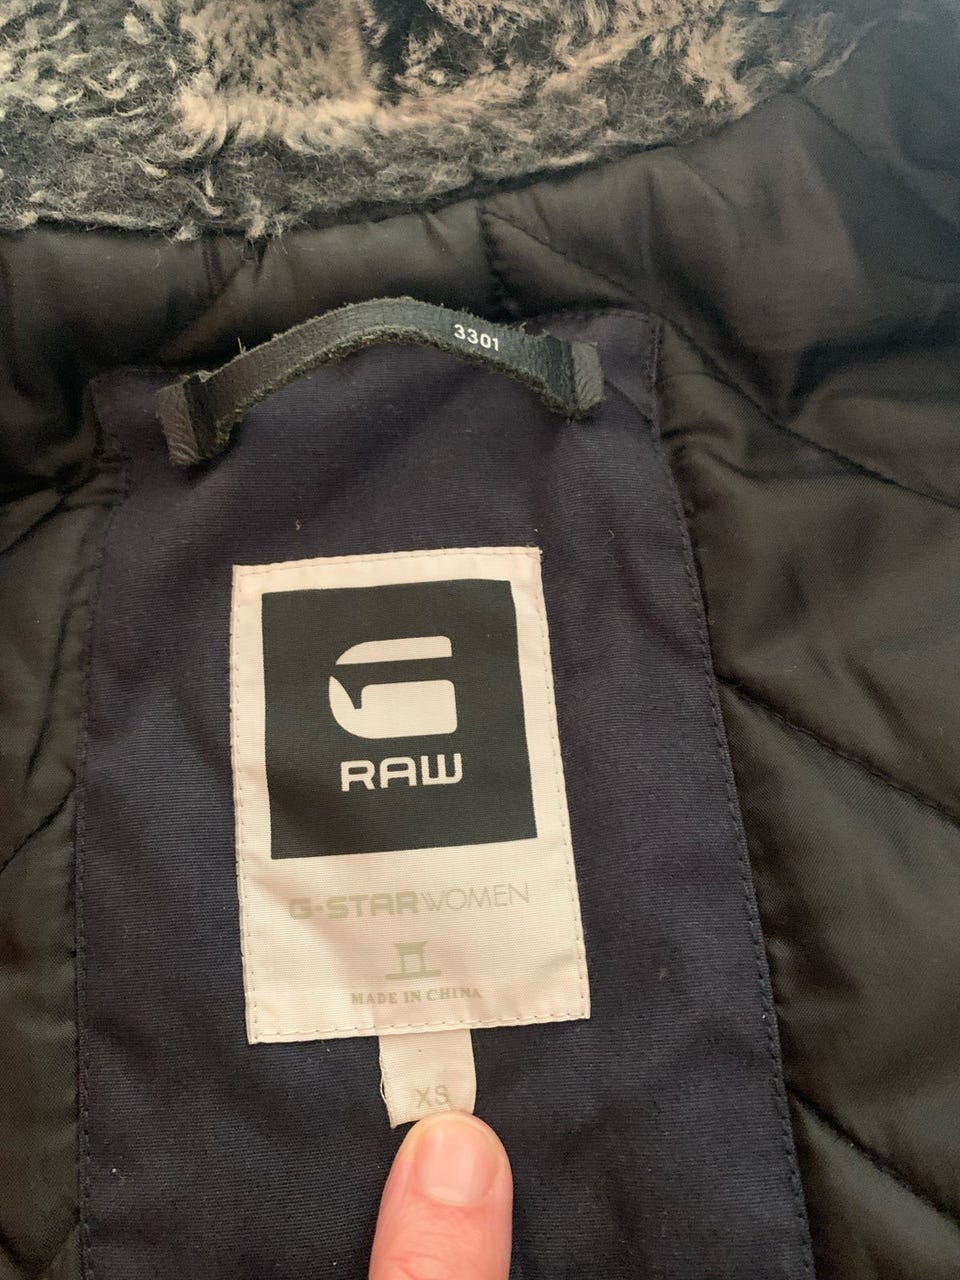 3301
RAW
G-STAR WOMEN
MADE IN CHINA
XS